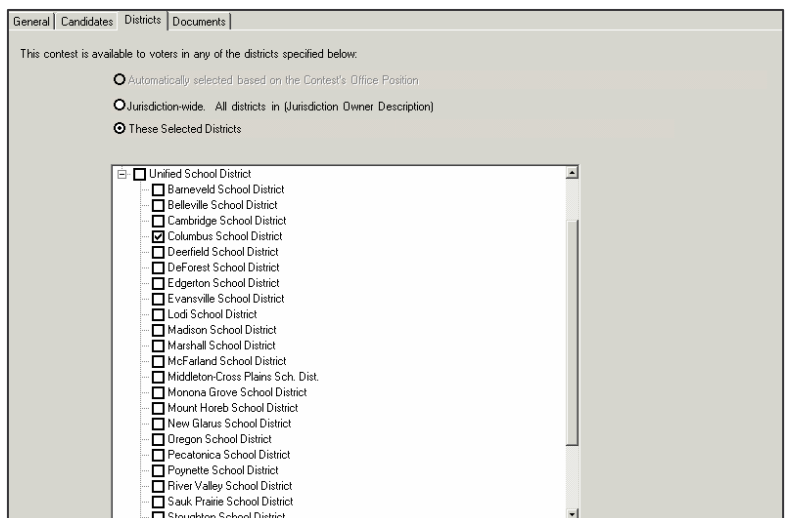 General Candidates Districts Documents
This contest is available to voters in any of the districts specified below:
Automatically selected based on the Contest's Office Position
Jurisdiction-wide. All districts in (Jurisdiction Owner Description)
These Selected Districts
Unified School District
Barneveld School District
Belleville School District
Cambridge School District
Columbus School District
Deerfield School District
DeForest School District
Edgerton School District
Evansville School District
Lodi School District
Madison School District
Marshall School District
McFarland School District
Middleton-Cross Plains Sch. Dist.
Monona Grove School District
Mount Horeb School District
New Glarus School District
Oregon School District
Pecatonica School District
Poynette School District
River Valley School District
Sauk Prairie School District
Stoughton School District